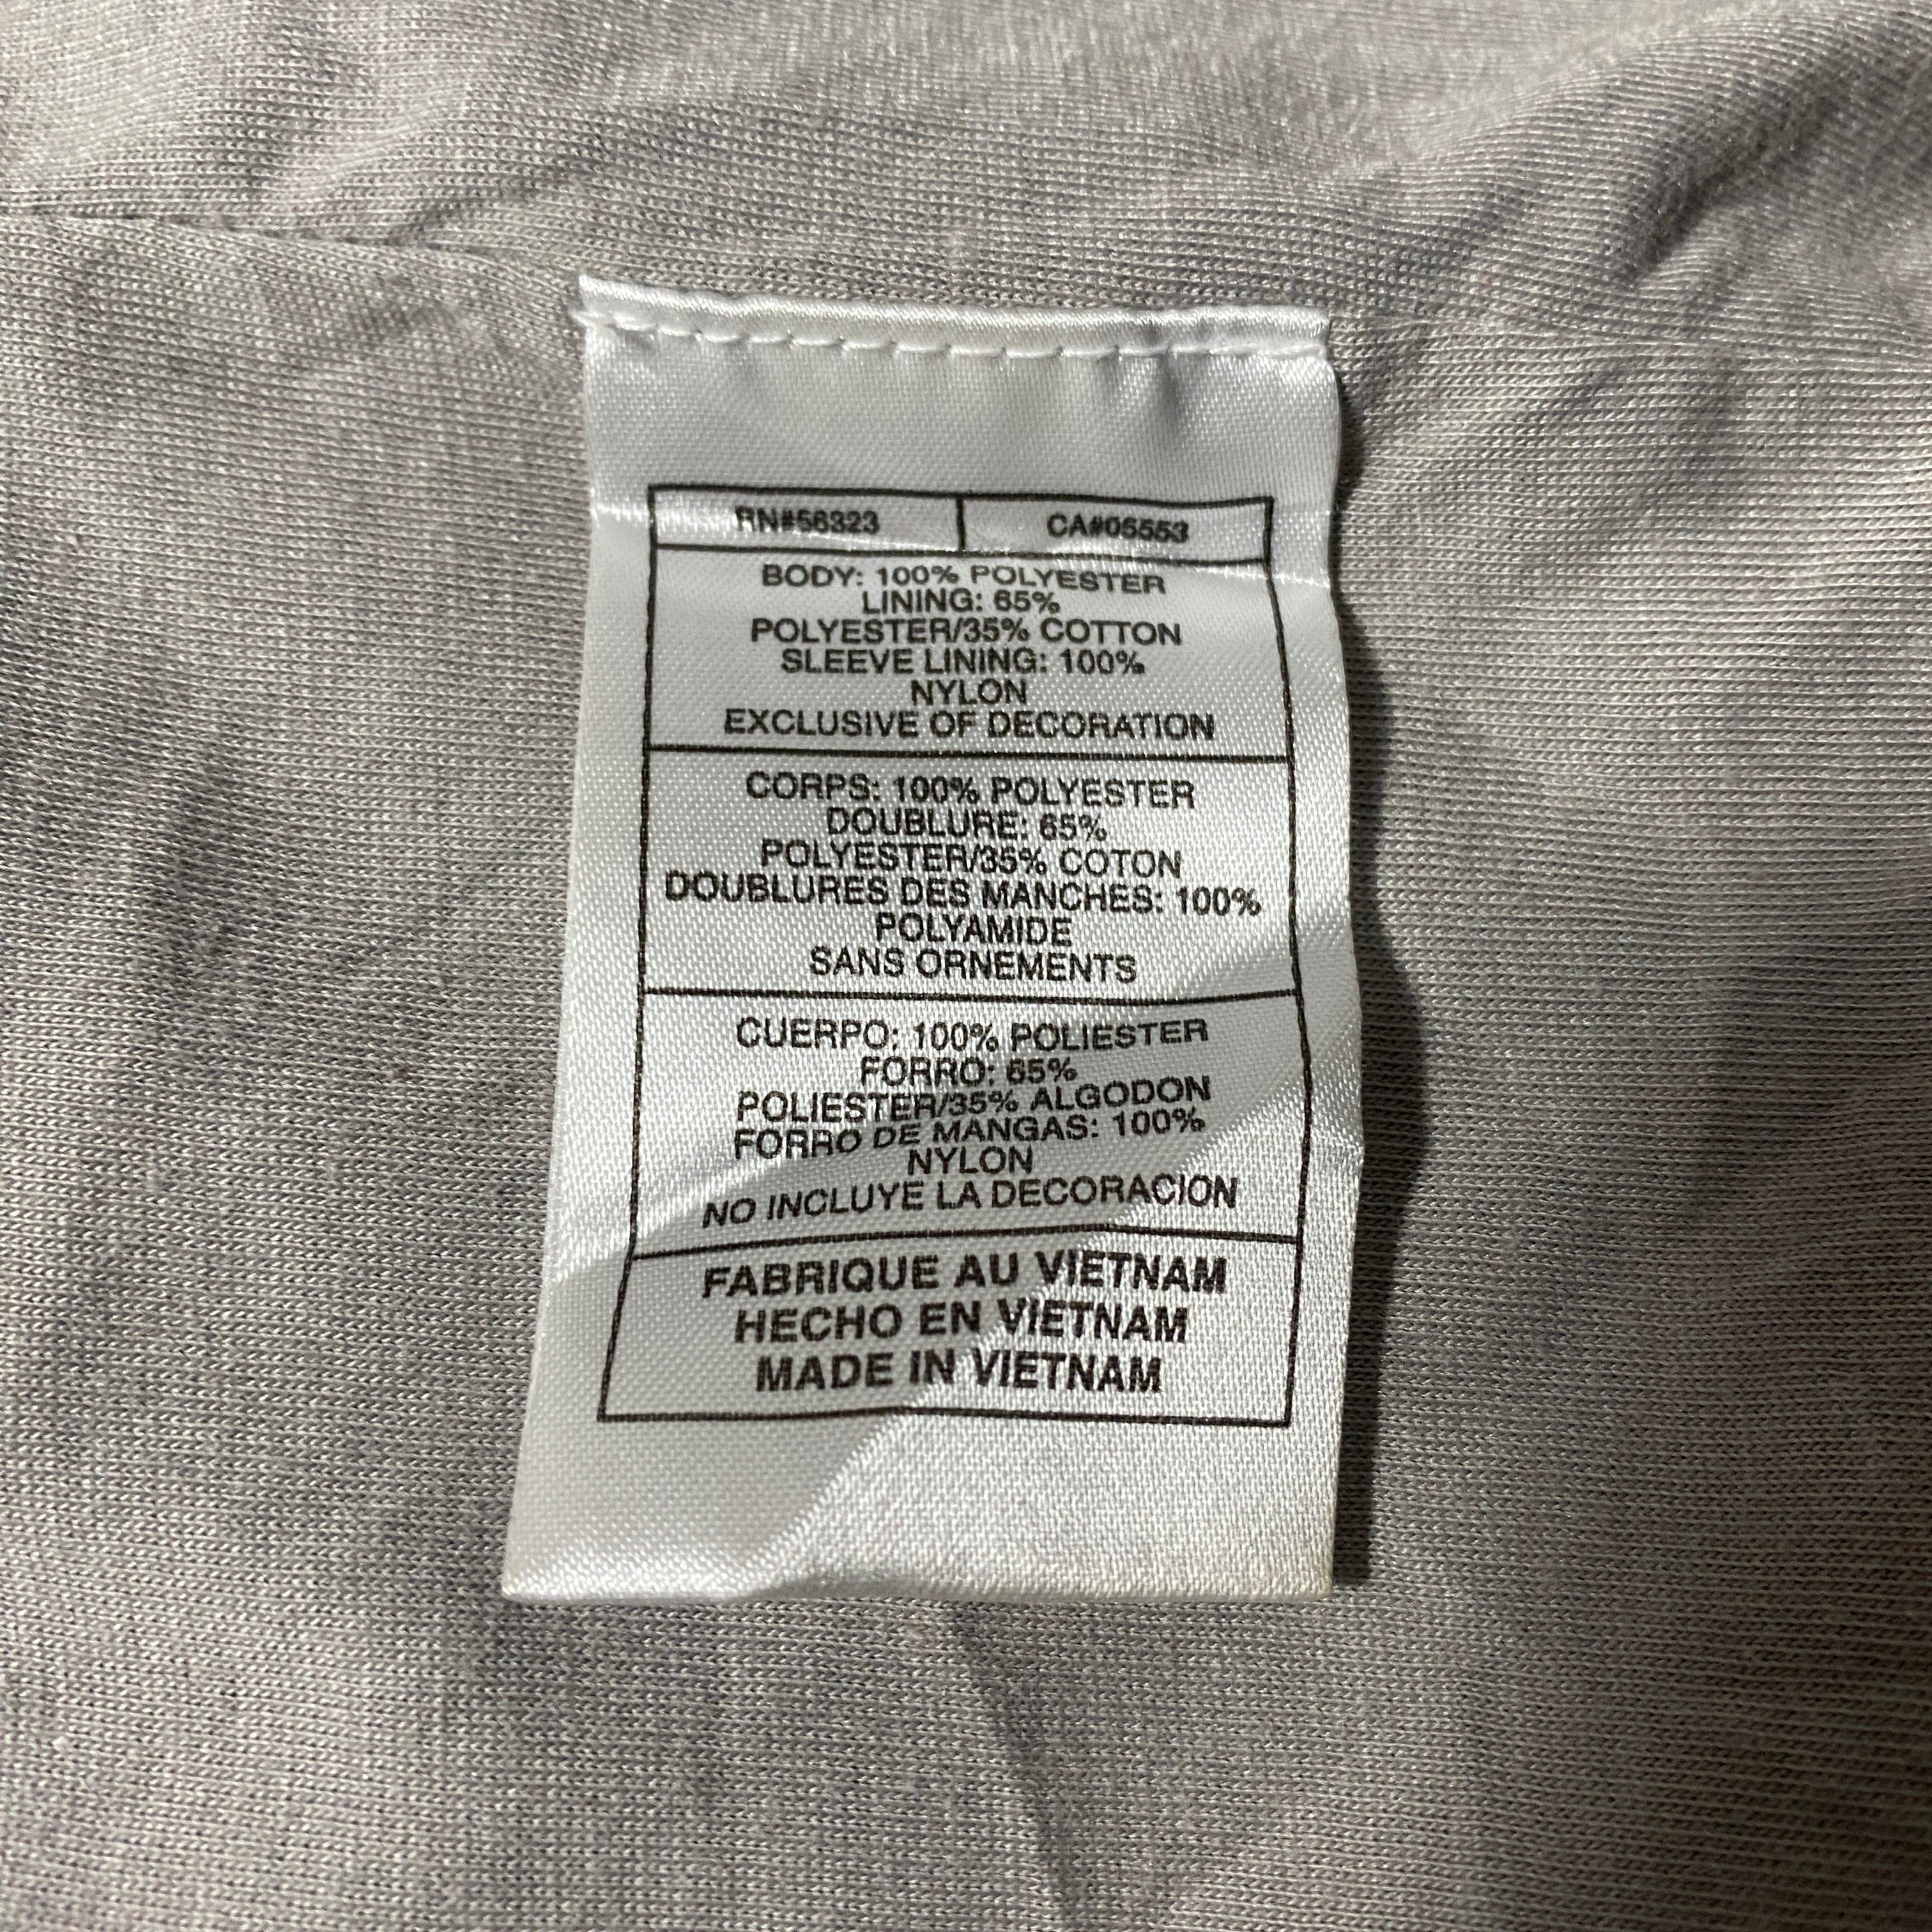 RN#56323 CA#05553
BODY: 100% POLYESTER
LINING: 65%
POLYESTER/35% COTTON
SLEEVE LINING: 100%
NYLON
EXCLUSIVE OF DECORATION
CORPS: 100% POLYESTER
DOUBLURE: 65%
POLYESTER/35% COTON
DOUBLURES DES MANCHES: 100%
POLYAMIDE
SANS ORNEMENTS
CUERPO: 100% POLIESTER
FORRO: 65%
POLIESTER/35% ALGODON
FORRO DE MANGAS: 100%
NYLON
NO INCLUYE LA DECORACION
FABRIQUE AU VIETNAM
HECHO EN VIETNAM
MADE IN VIETNAM